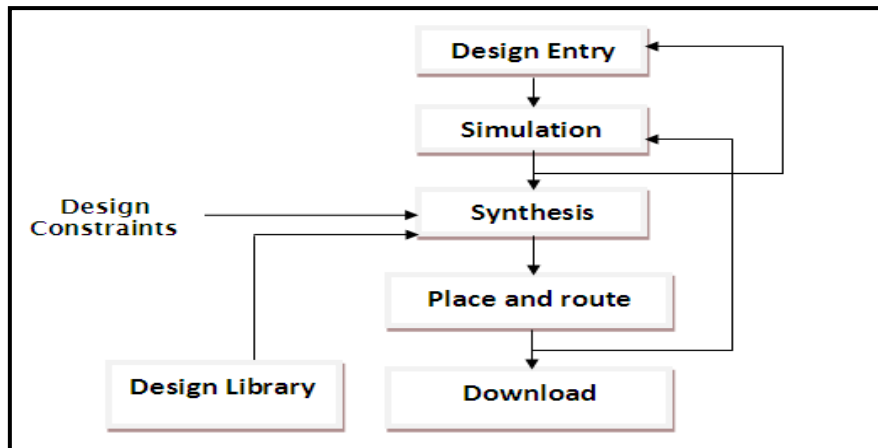 Design Entry
Simulation
Design
Constraints
Synthesis
Place and route
Design Library
Download